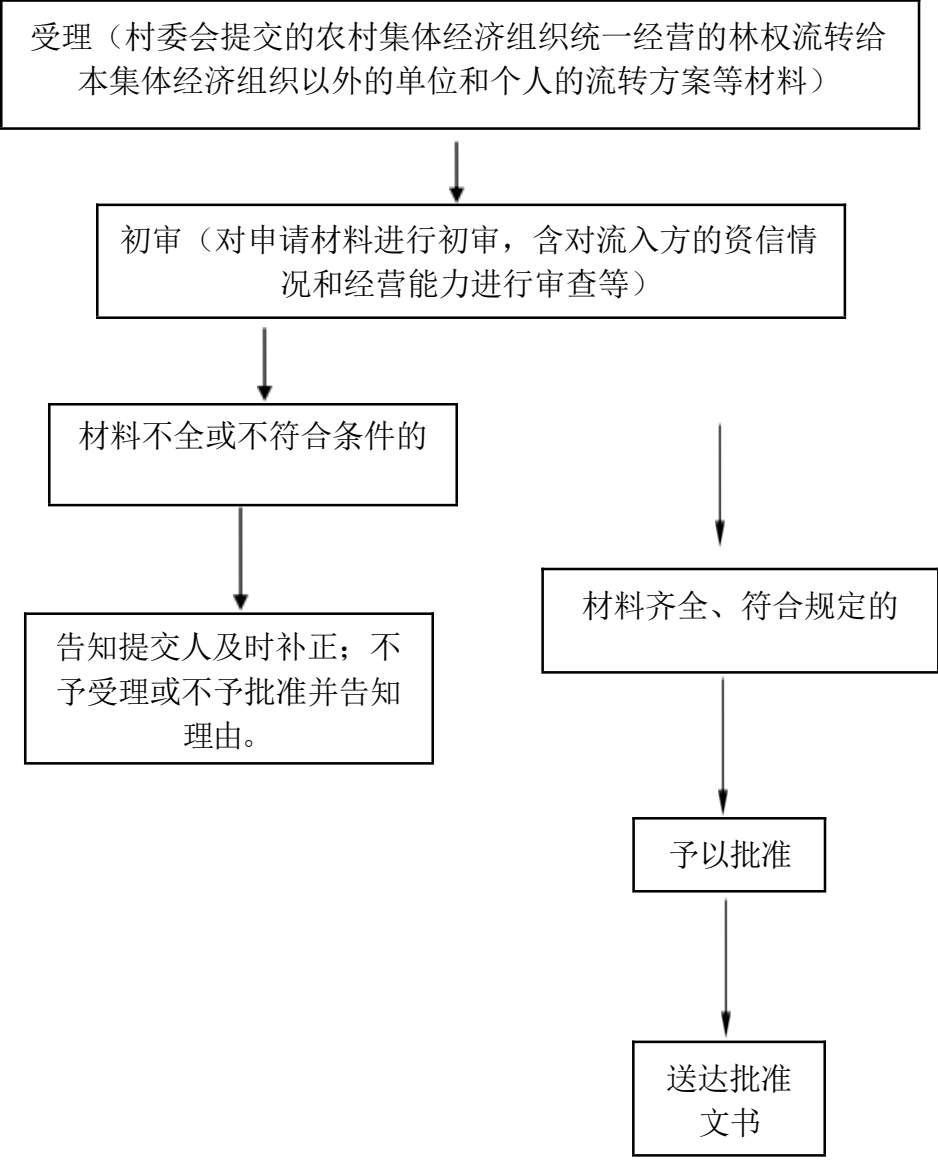 受理（村委会提交的农村集体经济组织统一经营的林权流转给
本集体经济组织以外的单位和个人的流转方案等材料）
初审（对申请材料进行初审，含对流入方的资信情
况和经营能力进行审查等）
材料不全或不符合条件的
告知提交人及时补正；不
予受理或不予批准并告知
理由。
材料齐全、符合规定的
予以批准
送达批准
文书